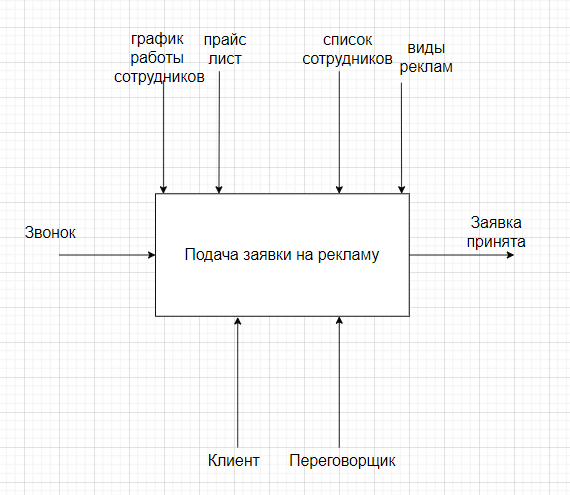 график
работы
сотрудников
прайс
лист
список
сотрудников
виды
реклам
Звонок
Подача заявки на рекламу
Заявка
принята
Клиент
Переговорщик